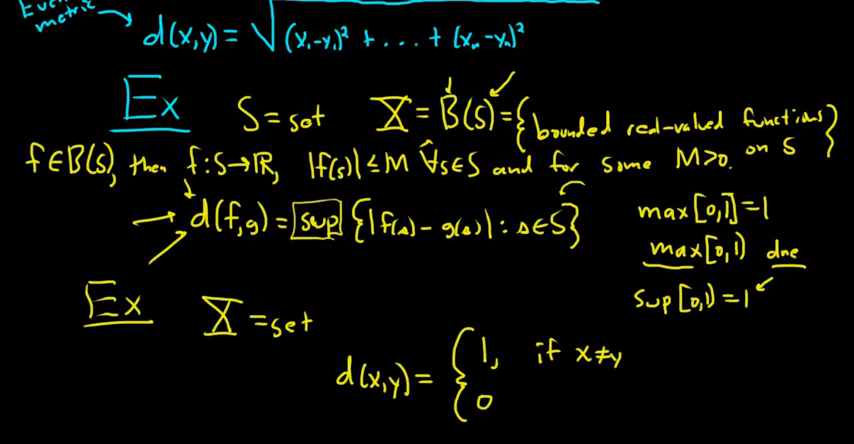 metric
d(x,y) = √(x₁-y₁)² + ... + (xₙ-yₙ)²
Ex S = set X = B(S) = { bounded real-valued functions on S }
f∈B(S), then f:S→ℝ, |f(s)| ≤ M ∀s∈S and for some M>0.
d(f,g) = sup { |f(s) - g(s)| : s∈S }
max[0,1] = 1
max[0,1) dne
sup[0,1) = 1
Ex X = set
d(x,y) = { 1, if x≠y
0